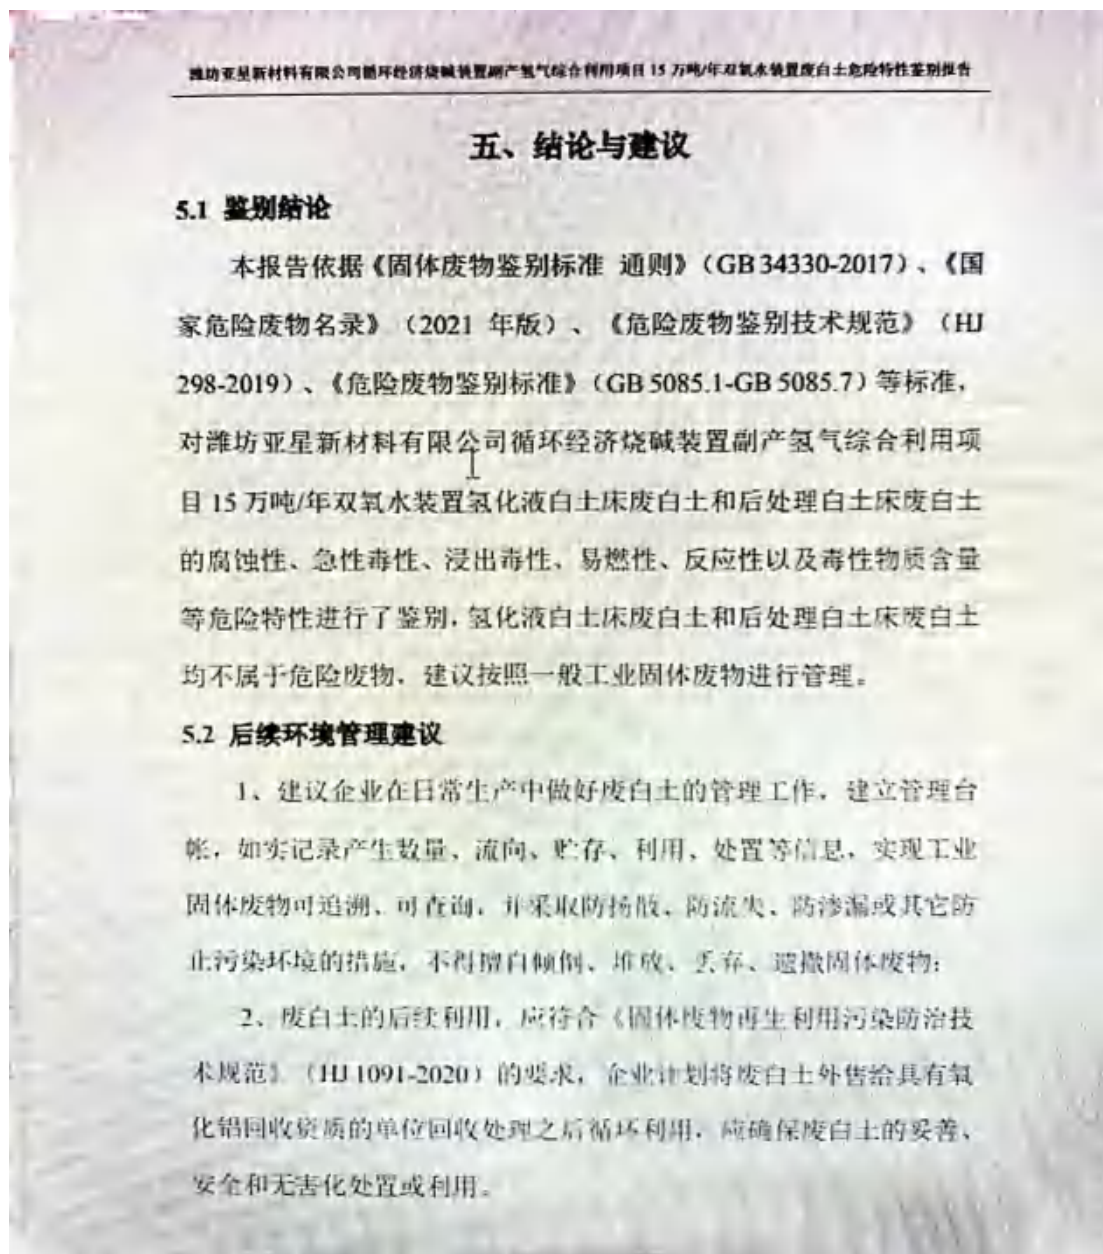 潍坊亚星新材料有限公司循环经济烧碱装置副产氢气综合利用项目 15 万吨/年双氧水装置废白土危险特性鉴别报告
五、结论与建议
5.1 鉴别结论
本报告依据《固体废物鉴别标准 通则》（GB 34330-2017）、《国
家危险废物名录》（2021 年版）、《危险废物鉴别技术规范》（HJ
298-2019）、《危险废物鉴别标准》（GB 5085.1-GB 5085.7）等标准，
对潍坊亚星新材料有限公司循环经济烧碱装置副产氢气综合利用项
目 15 万吨/年双氧水装置氢化液白土床废白土和后处理白土床废白土
的腐蚀性、急性毒性、浸出毒性、易燃性、反应性以及毒性物质含量
等危险特性进行了鉴别，氢化液白土床废白土和后处理白土床废白土
均不属于危险废物，建议按照一般工业固体废物进行管理。
5.2 后续环境管理建议
1、建议企业在日常生产中做好废白土的管理工作，建立管理台
帐，如实记录产生数量、流向、贮存、利用、处置等信息，实现工业
固体废物可追溯、可查询，并采取防扬散、防流失、防渗漏或其它防
止污染环境的措施，不得擅自倾倒、堆放、丢弃、遗撒固体废物；
2、废白土的后续利用，应符合《固体废物再生利用污染防治技
术规范》（HJ 1091-2020）的要求，企业计划将废白土外售给具有氧
化铝回收资质的单位回收处理之后循环利用，应确保废白土的妥善、
安全和无害化处置或利用。